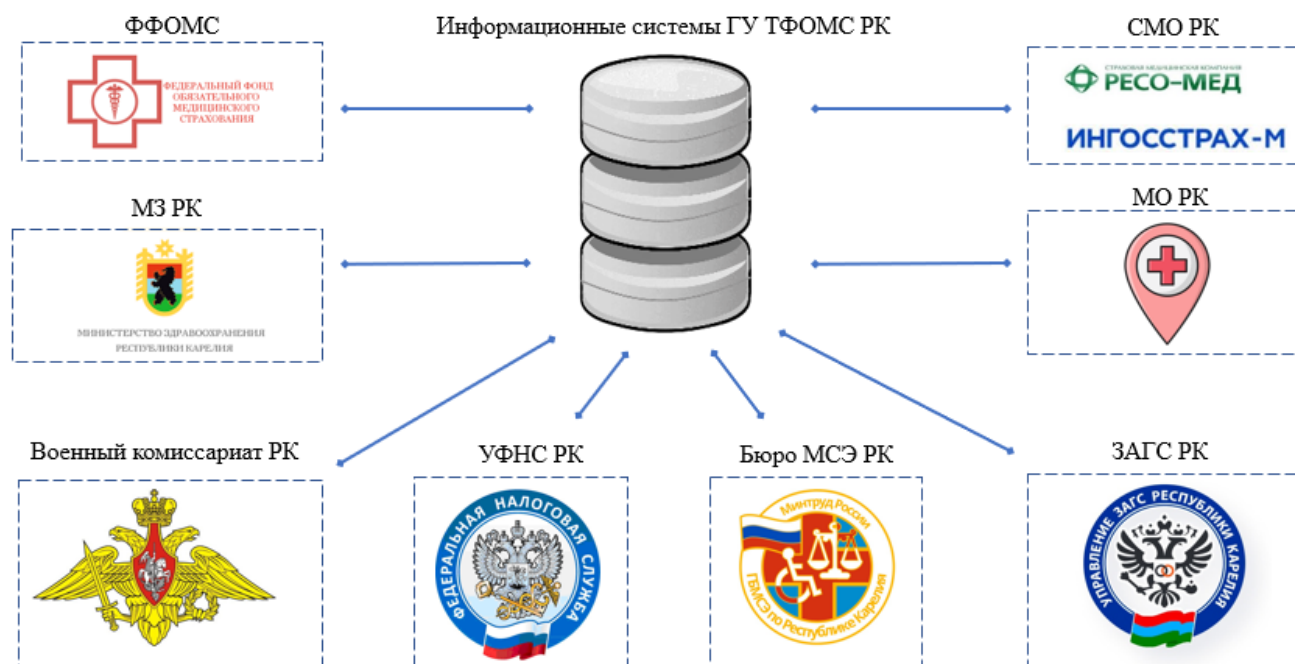 ФФОМС
Информационные системы ГУ ТФОМС РК
СМО РК
ФЕДЕРАЛЬНЫЙ ФОНД
ОБЯЗАТЕЛЬНОГО
МЕДИЦИНСКОГО
СТРАХОВАНИЯ
СТРАХОВАЯ МЕДИЦИНСКАЯ КОМПАНИЯ
РЕСО-МЕД
ИНГОССТРАХ-М
МЗ РК
МО РК
МИНИСТЕРСТВО ЗДРАВООХРАНЕНИЯ
РЕСПУБЛИКИ КАРЕЛИЯ
Военный комиссариат РК
УФНС РК
Бюро МСЭ РК
ЗАГС РК
ФЕДЕРАЛЬНАЯ НАЛОГОВАЯ СЛУЖБА
Минтруд России
ГБМСЭ по Республике Карелия
УПРАВЛЕНИЕ ЗАГС РЕСПУБЛИКИ КАРЕЛИЯ